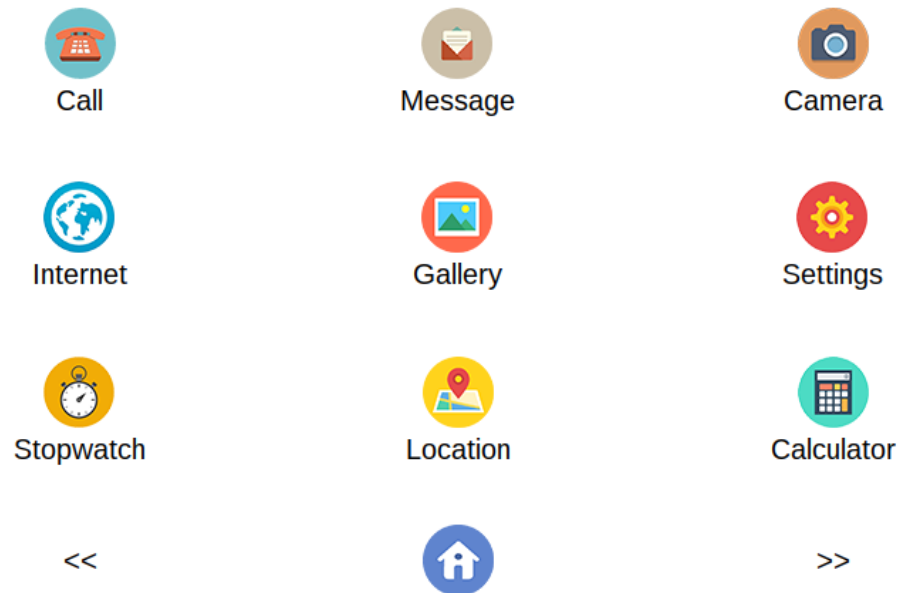 Call Message Camera
Internet Gallery Settings
Stopwatch Location Calculator
<< >>